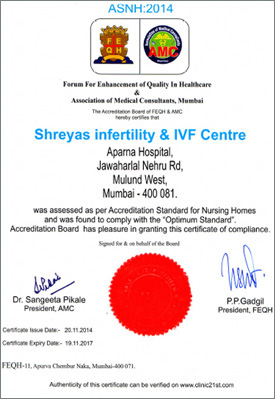 ASNH:2014
FEQH
AMC
Forum For Enhancement of Quality In Healthcare
&
Association of Medical Consultants, Mumbai
The Accreditation Board of FEQH & AMC
hereby certifies that
Shreyas infertility & IVF Centre
Aparna Hospital,
Jawaharlal Nehru Rd,
Mulund West,
Mumbai - 400 081.
was assessed as per Accreditation Standard for Nursing Homes
and was found to comply with the “Optimum Standard”.
Accreditation Board has pleasure in granting this certificate of compliance.
Signed for & on behalf of the Board
Dr. Sangeeta Pikale
President, AMC
P.P.Gadgil
President, FEQH
Certificate Issue Date:- 20.11.2014
Certificate Expiry Date:- 19.11.2017
FEQH-11, Apurva Chembur Naka, Mumbai-400 071.
Authenticity of this certificate can be verified on www.clinic21st.com